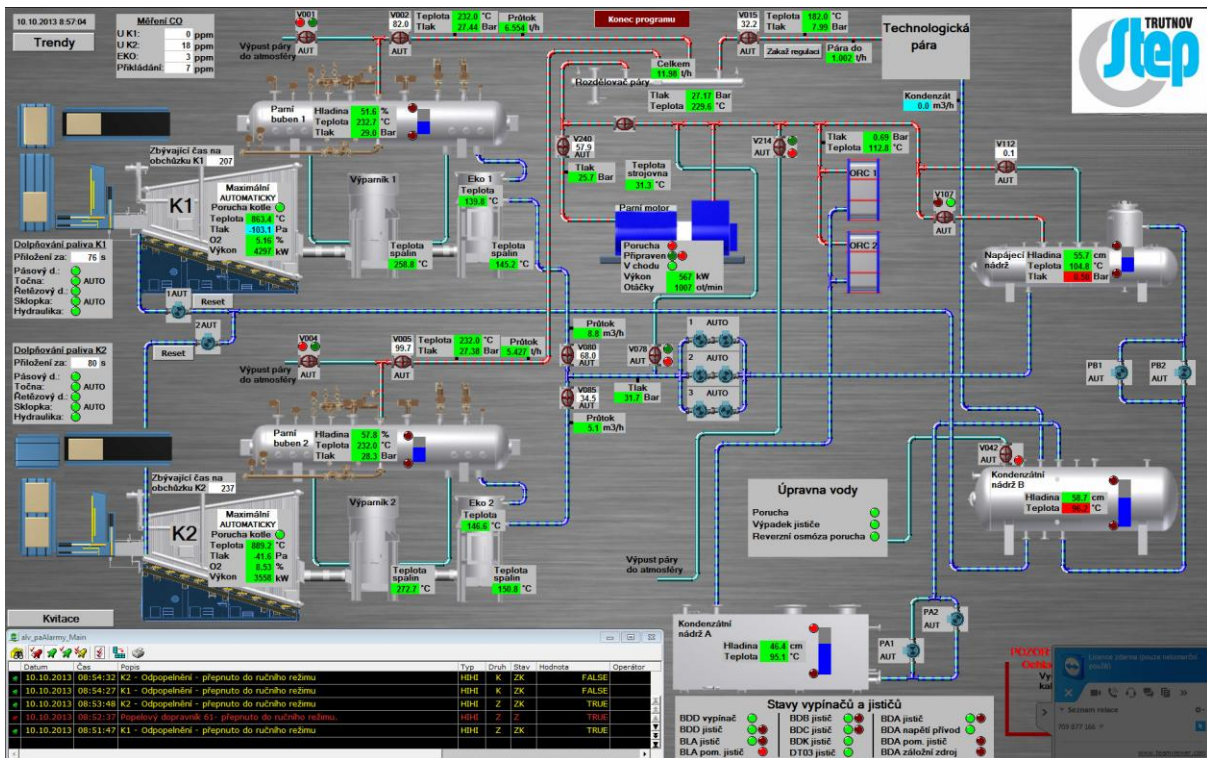 10.10.2013 8:57:04
Trendy
Měření CO
U K1: 0 ppm
U K2: 18 ppm
EKO: 3 ppm
Přikládání: 7 ppm
V001
AUT
Výpust páry
do atmosféry
V002
82.0
AUT
Teplota 232.0 °C
Tlak 27.44 Bar
Průtok
6.554 t/h
Konec programu
V015
32.2
AUT
Teplota 182.0 °C
Tlak 7.99 Bar
Zakaž regulaci
Pára do
1.002 t/h
Technologická
pára
Step
TRUTNOV
Celkem
11.98 t/h
Rozdělovač páry
Tlak 27.17 Bar
Teplota 229.6 °C
Kondenzát
0.0 m3/h
Parní
buben 1
Hladina 51.6 %
Teplota 232.7 °C
Tlak 29.0 Bar
Zbývající čas na
obchůzku K1 207
K1
Maximální
AUTOMATICKY
Porucha kotle
Teplota 863.4 °C
Tlak -103.1 Pa
O2 5.16 %
Výkon 4297 kW
Výparník 1
Eko 1
Teplota
139.8 °C
Teplota
spalin
258.8 °C
Teplota
spalin
145.2 °C
V240
57.9
AUT
Tlak
25.7 Bar
Teplota
strojovna
31.3 °C
V214
AUT
Tlak 0.69 Bar
Teplota 112.8 °C
V112
0.1
AUT
V107
AUT
ORC 1
ORC 2
Parní motor
Porucha
Připraven
V chodu
Výkon 567 kW
Otáčky 1007 ot/min
Napájecí
nádrž
Hladina 55.7 cm
Teplota 104.8 °C
Tlak 0.50 Bar
Dolpňování paliva K1
Přiložení za: 76 s
Pásový d.:
Točna: AUTO
Řetězový d.:
Sklopka: AUTO
Hydraulika:
1AUT
Reset
2AUT
Reset
Dolpňování paliva K2
Přiložení za: 80 s
Pásový d.:
Točna: AUTO
Řetězový d.:
Sklopka: AUTO
Hydraulika:
V004
AUT
Výpust páry
do atmosféry
V005
99.7
AUT
Teplota 232.0 °C
Tlak 27.38 Bar
Průtok
5.427 t/h
Průtok
8.8 m3/h
V080
68.0
AUT
V078
AUT
V085
34.5
AUT
Tlak
31.7 Bar
Průtok
5.1 m3/h
1 AUTO
2 AUTO
3 AUTO
PB1
AUT
PB2
AUT
Parní
buben 2
Hladina 57.8 %
Teplota 232.0 °C
Tlak 28.3 Bar
Zbývající čas na
obchůzku K2 237
K2
Maximální
AUTOMATICKY
Porucha kotle
Teplota 889.2 °C
Tlak -41.6 Pa
O2 8.53 %
Výkon 3558 kW
Výparník 2
Eko 2
Teplota
146.6 °C
Teplota
spalin
272.7 °C
Teplota
spalin
150.8 °C
V042
AUT
Kondenzátní
nádrž B
Hladina 58.7 cm
Teplota 96.2 °C
Úpravna vody
Porucha
Výpadek jističe
Reverzní osmóza porucha
Výpust páry
do atmosféry
Kondenzátní
nádrž A
Hladina 46.4 cm
Teplota 95.1 °C
PA1
AUT
PA2
AUT
Kvitace
alv_paAlarmy_Main
Datum Čas Popis Typ Druh Stav Hodnota Operátor
10.10.2013 08:54:32 K2 - Odpopelnění - přepnuto do ručního režimu HIHI K ZK FALSE
10.10.2013 08:54:27 K1 - Odpopelnění - přepnuto do ručního režimu HIHI K ZK FALSE
10.10.2013 08:53:48 K2 - Odpopelnění - přepnuto do ručního režimu HIHI Z ZK TRUE
10.10.2013 08:52:37 Popelový dopravník 61- přepnuto do ručního režimu. HIHI Z Z TRUE
10.10.2013 08:51:47 K1 - Odpopelnění - přepnuto do ručního režimu HIHI Z ZK TRUE
Stavy vypínačů a jističů
BDD vypínač
BDD jistič
BLA jistič
BLA pom. jistič
BDB jistič
BDC jistič
BDK jistič
DT03 jistič
BDA jistič
BDA napětí přívod
BDA pom. jistič
BDA záložní zdroj
POZOR
Licence zdarma (pouze nekomerční
použití)
Seznam relace
www.teamviewer.com